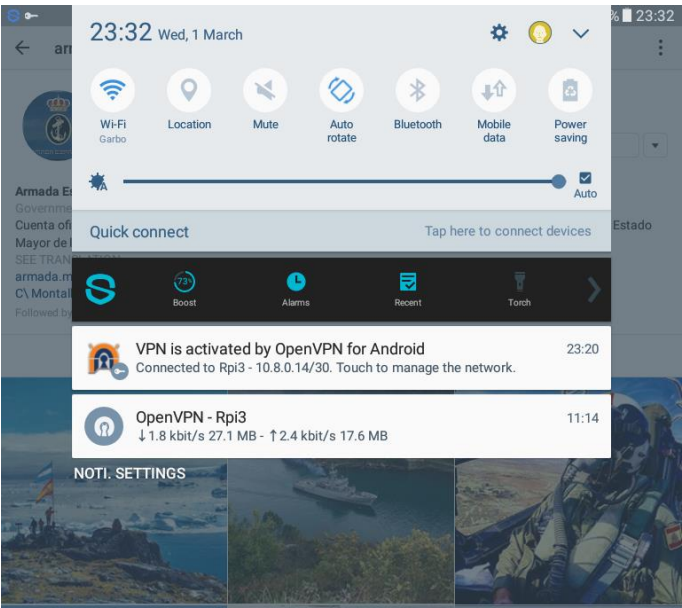 % 23:32
23:32 Wed, 1 March
Wi-Fi
Garbo
Location
Mute
Auto
rotate
Bluetooth
Mobile
data
Power
saving
A
Auto
Quick connect
Tap here to connect devices
73%
Boost
Alarms
Recent
Torch
VPN is activated by OpenVPN for Android 23:20
Connected to Rpi3 - 10.8.0.14/30. Touch to manage the network.
OpenVPN - Rpi3 11:14
↓1.8 kbit/s 27.1 MB - ↑2.4 kbit/s 17.6 MB
NOTI. SETTINGS
Armada
Cuenta
Estado
Mayor de
armada.m
C\ Montal
Followed by